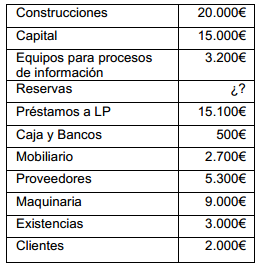 Construcciones 20.000€
Capital 15.000€
Equipos para procesos 3.200€
de información
Reservas ¿?
Préstamos a LP 15.100€
Caja y Bancos 500€
Mobiliario 2.700€
Proveedores 5.300€
Maquinaria 9.000€
Existencias 3.000€
Clientes 2.000€